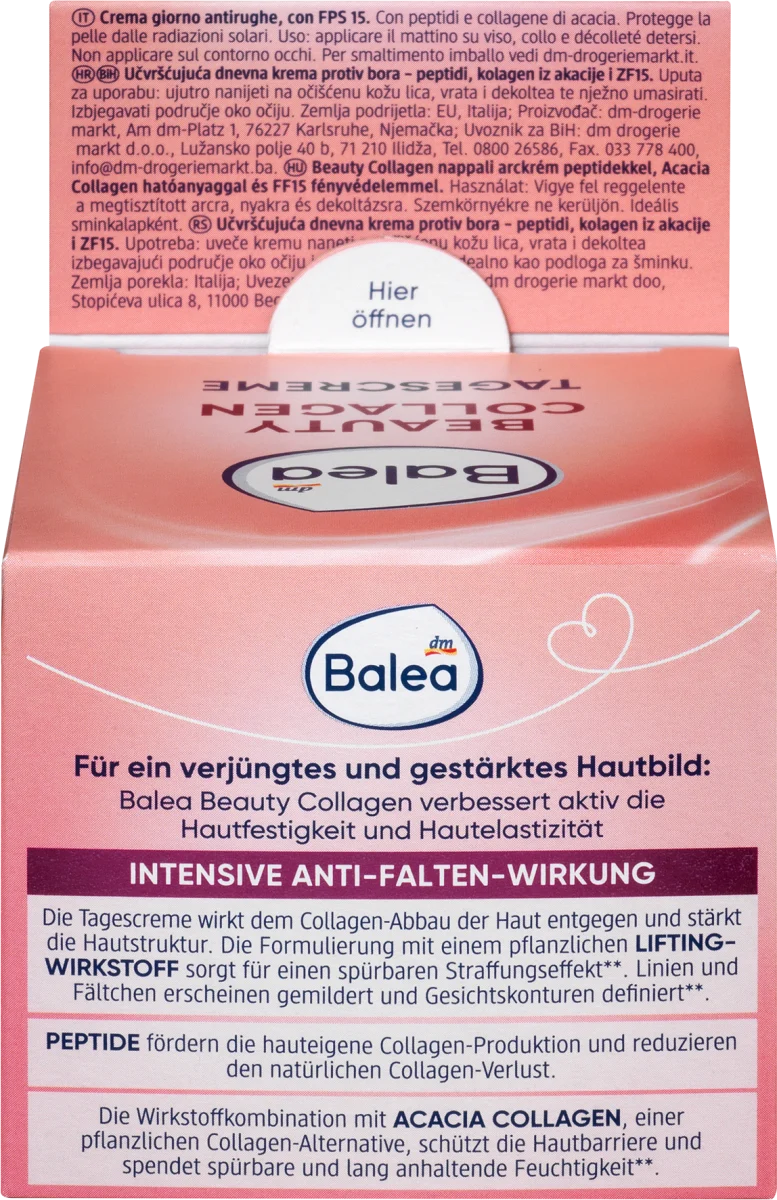 IT Crema giorno antirughe, con FPS 15. Con peptidi e collagene di acacia. Protegge la
pelle dalle radiazioni solari. Uso: applicare il mattino su viso, collo e décolleté detersi.
Non applicare sul contorno occhi. Per smaltimento imballo vedi dm-drogeriemarkt.it.
HR BIH Učvršćujuća dnevna krema protiv bora – peptidi, kolagen iz akacije i ZF15. Uputa
za uporabu: ujutro nanijeti na očišćenu kožu lica, vrata i dekoltea te nježno umasirati.
Izbjegavati područje oko očiju. Zemlja podrijetla: EU, Italija; Proizvođač: dm-drogerie
markt, Am dm-Platz 1, 76227 Karlsruhe, Njemačka; Uvoznik za BiH: dm drogerie
markt d.o.o., Lužansko polje 40 b, 71 210 Ilidža, Tel. 0800 26586, Fax. 033 778 400,
info@dm-drogeriemarkt.ba. HU Beauty Collagen nappali arckrém peptidekkel, Acacia
Collagen hatóanyaggal és FF15 fényvédelemmel. Használat: Vigye fel reggelente
a megtisztított arcra, nyakra és dekoltázsra. Szemkörnyékre ne kerüljön. Ideális
sminkalapként. RS Učvršćujuća dnevna krema protiv bora – peptidi, kolagen iz akacije
i ZF15. Upotreba: uveče kremu kožu lica, vrata i dekoltea
izbegavajući područje oko očiju kao podloga za šminku.
Zemlja porekla: Italija; dm drogerie markt doo,
Stopićeva ulica 8, 11000
Hier
öffnen
TAGESCREME
COLLAGEN
BEAUTY
Balea
dm
dm
Balea
Für ein verjüngtes und gestärktes Hautbild:
Balea Beauty Collagen verbessert aktiv die
Hautfestigkeit und Hautelastizität
INTENSIVE ANTI-FALTEN-WIRKUNG
Die Tagescreme wirkt dem Collagen-Abbau der Haut entgegen und stärkt
die Hautstruktur. Die Formulierung mit einem pflanzlichen LIFTING-
WIRKSTOFF sorgt für einen spürbaren Straffungseffekt**. Linien und
Fältchen erscheinen gemildert und Gesichtskonturen definiert**.
PEPTIDE fördern die hauteigene Collagen-Produktion und reduzieren
den natürlichen Collagen-Verlust.
Die Wirkstoffkombination mit ACACIA COLLAGEN, einer
pflanzlichen Collagen-Alternative, schützt die Hautbarriere und
spendet spürbare und lang anhaltende Feuchtigkeit**.